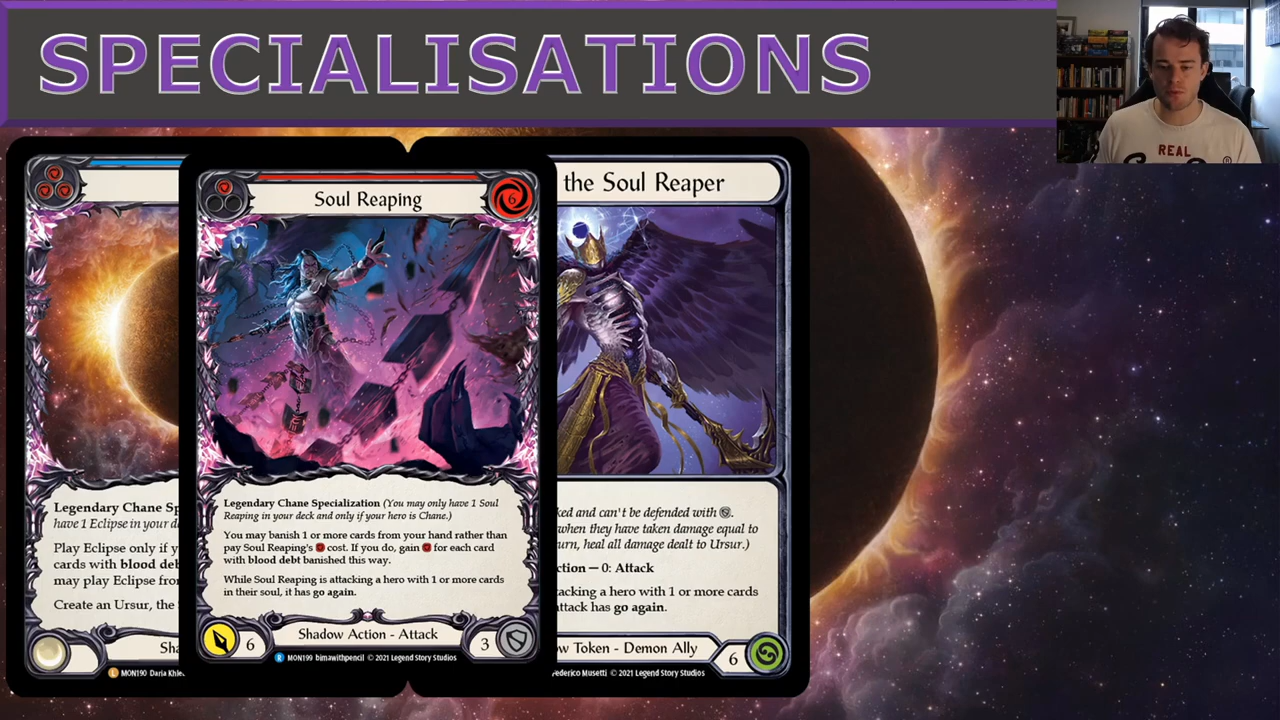 SPECIALISATIONS
REAL
®
6
Soul Reaping
the Soul Reaper
Legendary Chane Sp
have 1 Eclipse in your d
Play Eclipse only if y
cards with blood deb
may play Eclipse fro
Create an Ursur, the
Sha
MON190 Daria Khle
Legendary Chane Specialization (You may only have 1 Soul
Reaping in your deck and only if your hero is Chane.)
You may banish 1 or more cards from your hand rather than
pay Soul Reaping's cost. If you do, gain for each card
with blood debt banished this way.
While Soul Reaping is attacking a hero with 1 or more cards
in their soul, it has go again.
6
Shadow Action - Attack
3
R MON199 bimawithpencil © 2021 Legend Story Studios
ked and can't be defended with
when they have taken damage equal to
urn, heal all damage dealt to Ursur.)
ction — 0: Attack
tacking a hero with 1 or more cards
attack has go again.
ow Token - Demon Ally
6
Federico Musetti © 2021 Legend Story Studios